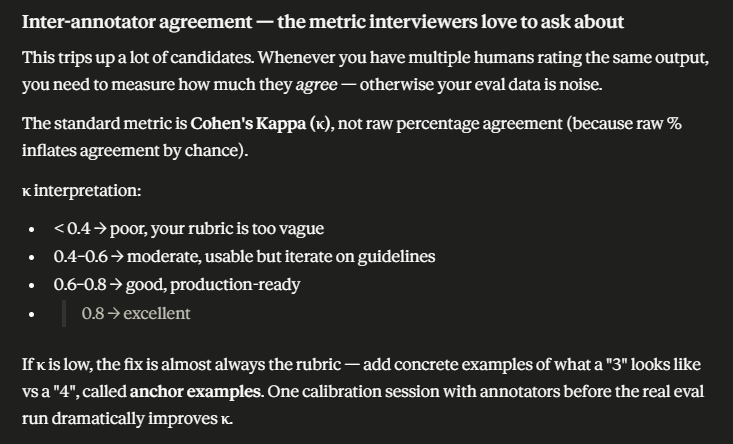 Inter-annotator agreement — the metric interviewers love to ask about
This trips up a lot of candidates. Whenever you have multiple humans rating the same output,
you need to measure how much they agree — otherwise your eval data is noise.
The standard metric is Cohen's Kappa (κ), not raw percentage agreement (because raw %
inflates agreement by chance).
κ interpretation:
• < 0.4 → poor, your rubric is too vague
• 0.4–0.6 → moderate, usable but iterate on guidelines
• 0.6–0.8 → good, production-ready
• 0.8 → excellent
If κ is low, the fix is almost always the rubric — add concrete examples of what a "3" looks like
vs a "4", called anchor examples. One calibration session with annotators before the real eval
run dramatically improves κ.